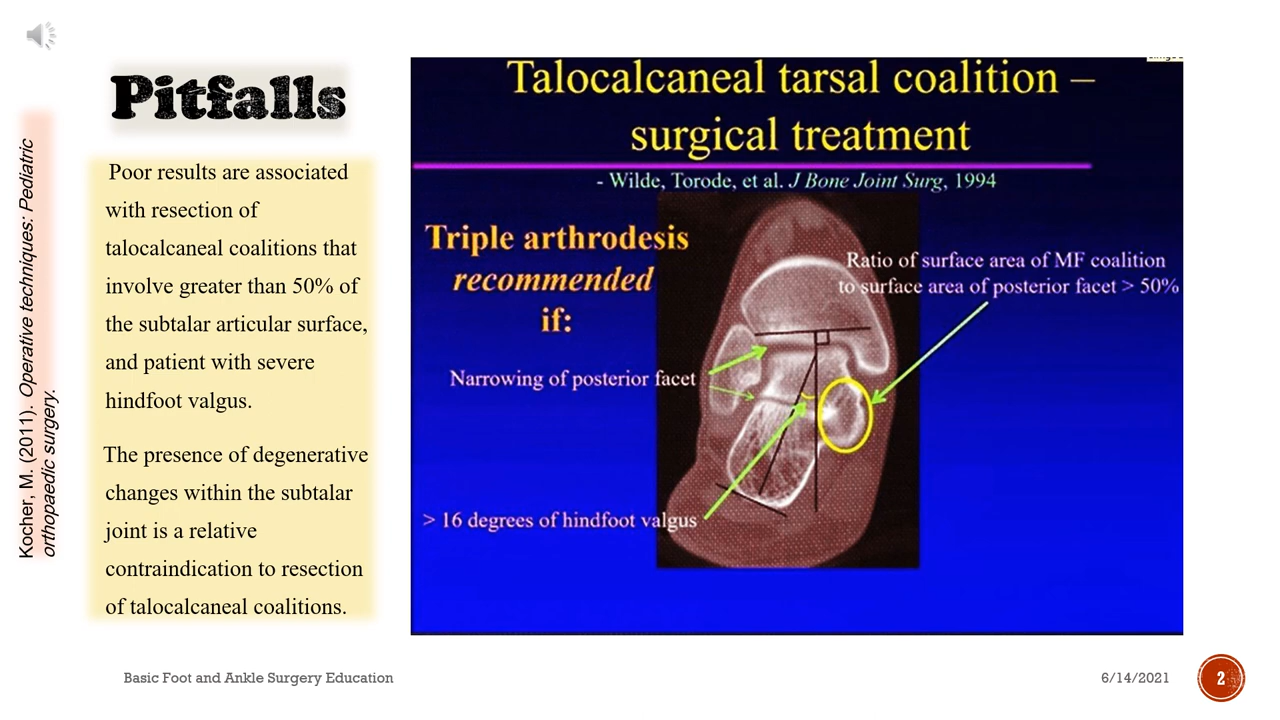 Pitfalls
Poor results are associated
with resection of
talocalcaneal coalitions that
involve greater than 50% of
the subtalar articular surface,
and patient with severe
hindfoot valgus.
The presence of degenerative
changes within the subtalar
joint is a relative
contraindication to resection
of talocalcaneal coalitions.
Kocher, M. (2011). Operative techniques: Pediatric
orthopaedic surgery.
Talocalcaneal tarsal coalition –
surgical treatment
- Wilde, Torode, et al. J Bone Joint Surg, 1994
Triple arthrodesis
recommended
if:
Ratio of surface area of MF coalition
to surface area of posterior facet > 50%
Narrowing of posterior facet
> 16 degrees of hindfoot valgus
Basic Foot and Ankle Surgery Education
6/14/2021
2